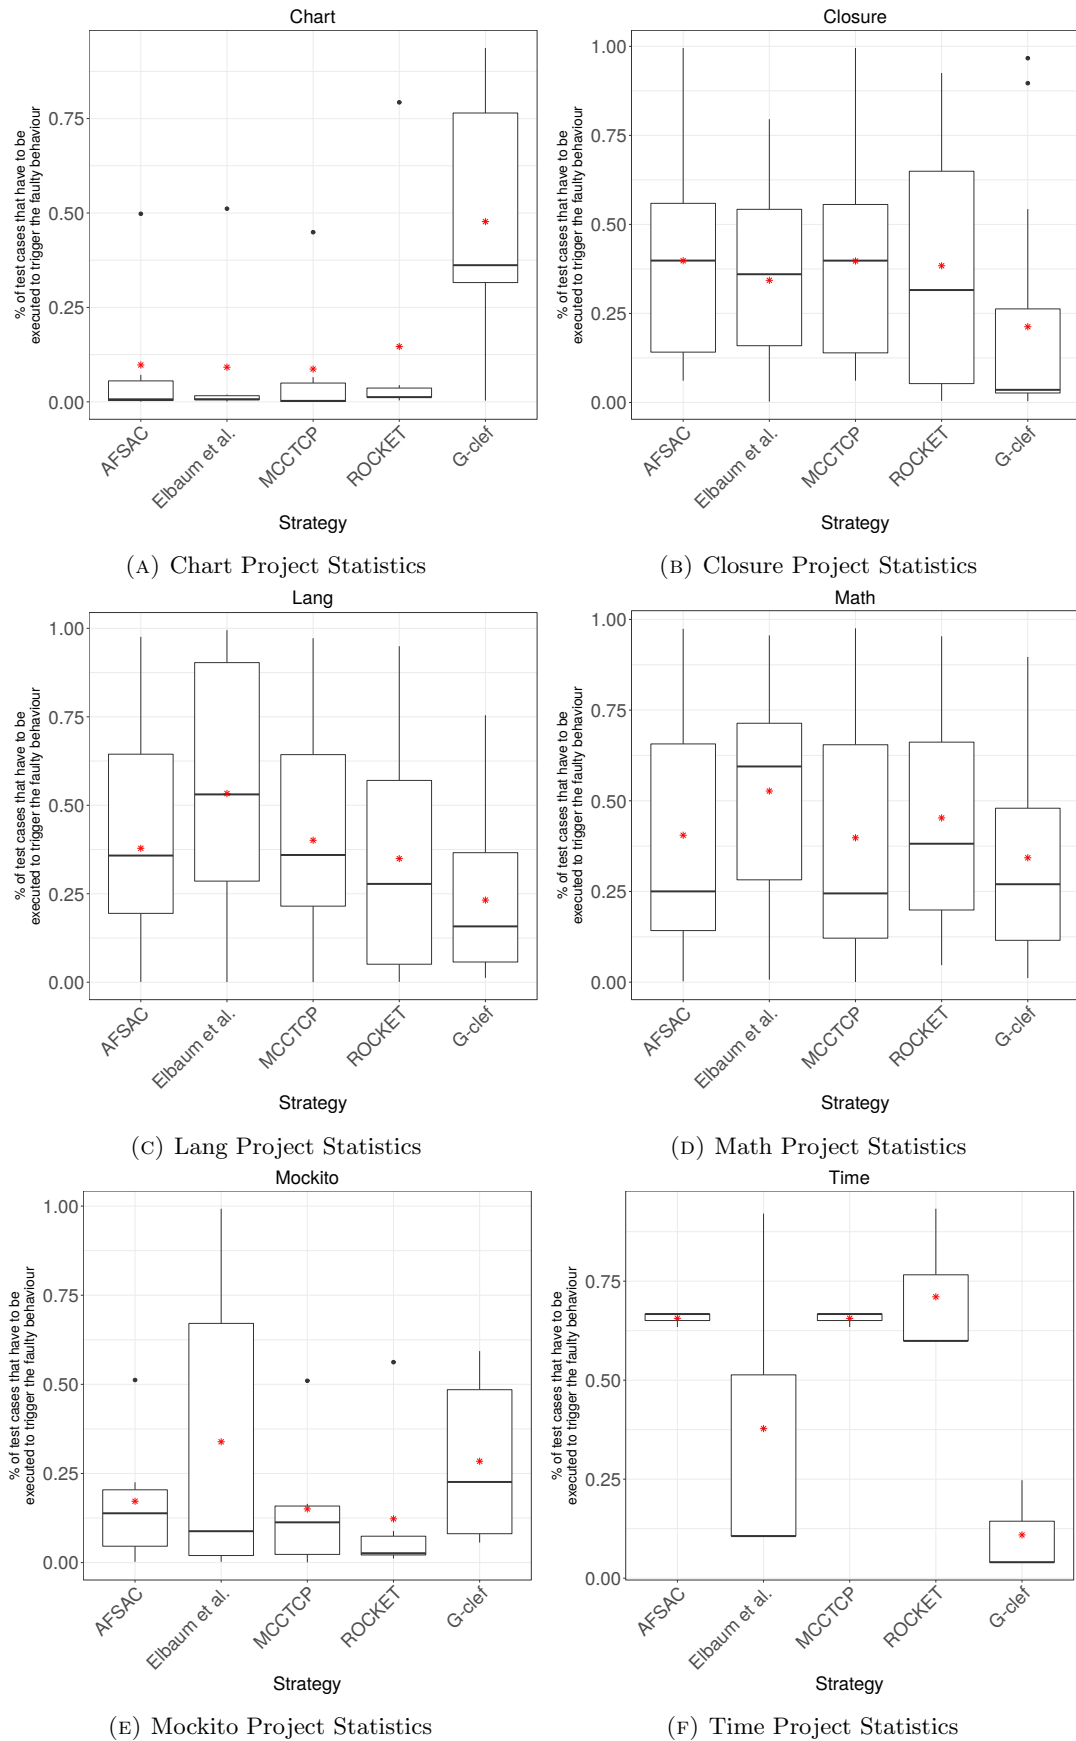 Chart
% of test cases that have to be
executed to trigger the faulty behaviour
0.75
0.50
0.25
0.00
AFSAC
Elbaum et al.
MCCTCP
ROCKET
G-clef
Strategy
(A) Chart Project Statistics
Closure
% of test cases that have to be
executed to trigger the faulty behaviour
1.00
0.75
0.50
0.25
0.00
AFSAC
Elbaum et al.
MCCTCP
ROCKET
G-clef
Strategy
(B) Closure Project Statistics
Lang
% of test cases that have to be
executed to trigger the faulty behaviour
1.00
0.75
0.50
0.25
0.00
AFSAC
Elbaum et al.
MCCTCP
ROCKET
G-clef
Strategy
(C) Lang Project Statistics
Math
% of test cases that have to be
executed to trigger the faulty behaviour
1.00
0.75
0.50
0.25
0.00
AFSAC
Elbaum et al.
MCCTCP
ROCKET
G-clef
Strategy
(D) Math Project Statistics
Mockito
% of test cases that have to be
executed to trigger the faulty behaviour
1.00
0.75
0.50
0.25
0.00
AFSAC
Elbaum et al.
MCCTCP
ROCKET
G-clef
Strategy
(E) Mockito Project Statistics
Time
% of test cases that have to be
executed to trigger the faulty behaviour
0.75
0.50
0.25
0.00
AFSAC
Elbaum et al.
MCCTCP
ROCKET
G-clef
Strategy
(F) Time Project Statistics